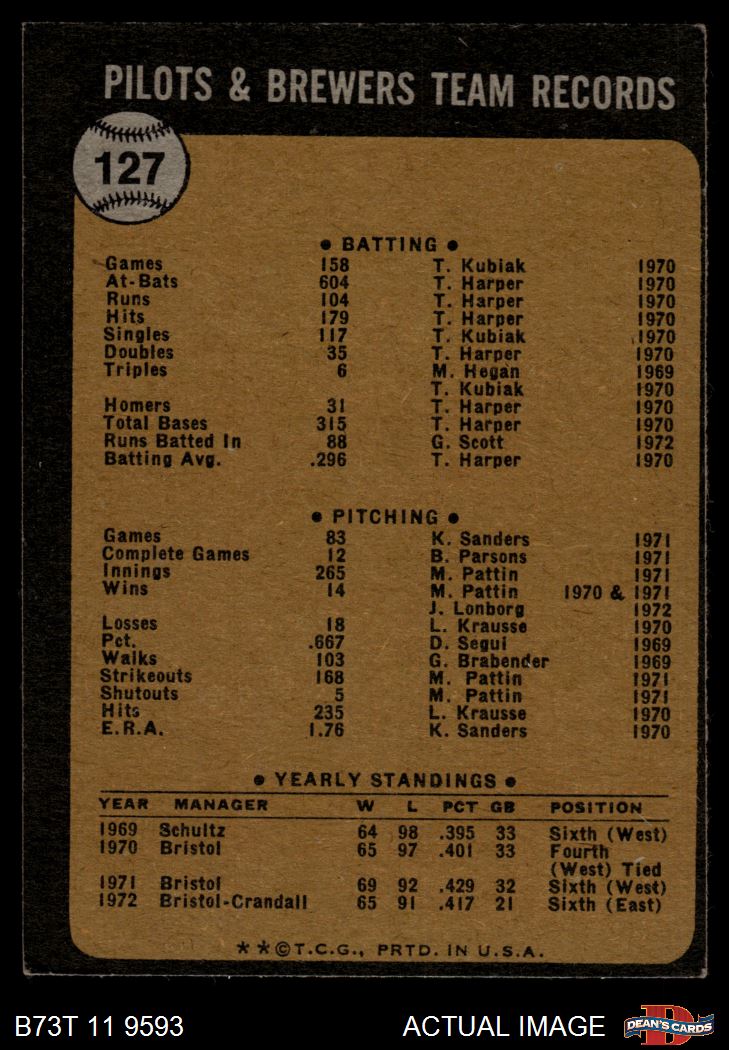 PILOTS & BREWERS TEAM RECORDS
127
• BATTING •
Games 158 T. Kubiak 1970
At-Bats 604 T. Harper 1970
Runs 104 T. Harper 1970
Hits 179 T. Harper 1970
Singles 117 T. Kubiak 1970
Doubles 35 T. Harper 1970
Triples 6 M. Hegan 1969
T. Kubiak 1970
Homers 31 T. Harper 1970
Total Bases 315 T. Harper 1970
Runs Batted In 88 G. Scott 1972
Batting Avg. .296 T. Harper 1970
• PITCHING •
Games 83 K. Sanders 1971
Complete Games 12 B. Parsons 1971
Innings 265 M. Pattin 1971
Wins 14 M. Pattin 1970 & 1971
J. Lonborg 1972
Losses 18 L. Krausse 1970
Pct. .667 D. Segui 1969
Walks 103 G. Brabender 1969
Strikeouts 168 M. Pattin 1971
Shutouts 5 M. Pattin 1971
Hits 235 L. Krausse 1970
E.R.A. 1.76 K. Sanders 1970
• YEARLY STANDINGS •
YEAR MANAGER W L PCT GB POSITION
1969 Schultz 64 98 .395 33 Sixth (West)
1970 Bristol 65 97 .401 33 Fourth
(West) Tied
1971 Bristol 69 92 .429 32 Sixth (West)
1972 Bristol-Crandall 65 91 .417 21 Sixth (East)
**©T.C.G., PRTD. IN U.S.A.
B73T 11 9593 ACTUAL IMAGE DEAN'S CARDS